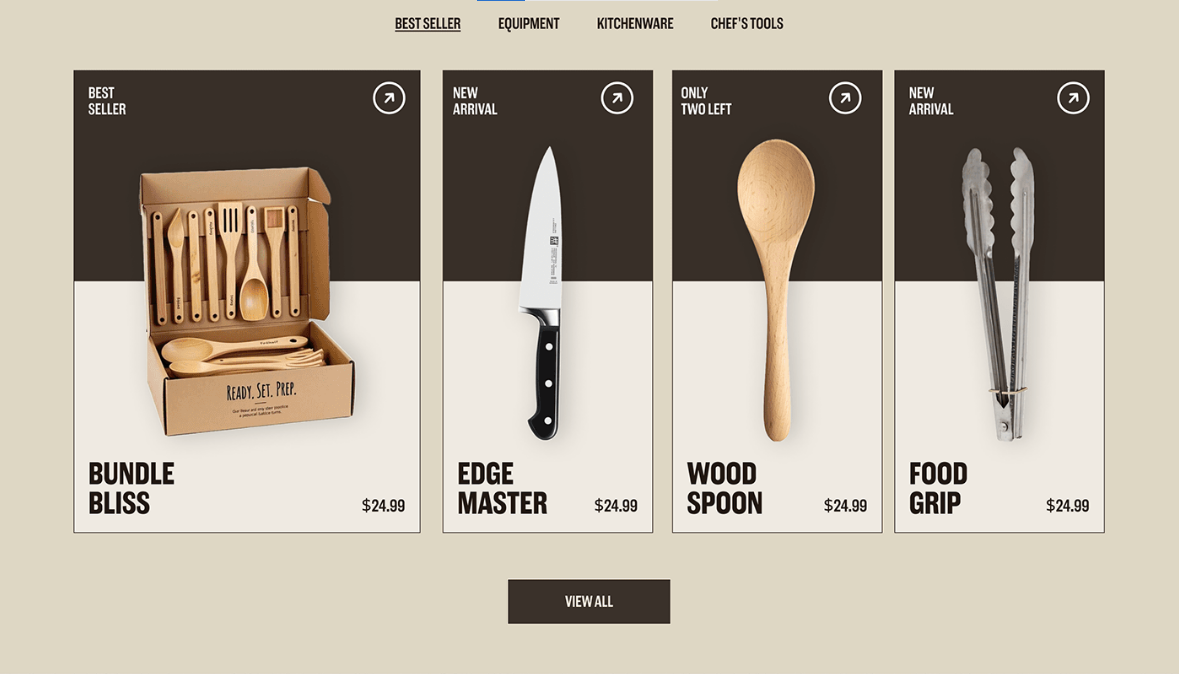 BEST SELLER
EQUIPMENT
KITCHENWARE
CHEF'S TOOLS
BEST
SELLER
NEW
ARRIVAL
ONLY
TWO LEFT
NEW
ARRIVAL
READY. SET. PREP.
BUNDLE
BLISS
$24.99
EDGE
MASTER
$24.99
WOOD
SPOON
$24.99
FOOD
GRIP
$24.99
VIEW ALL